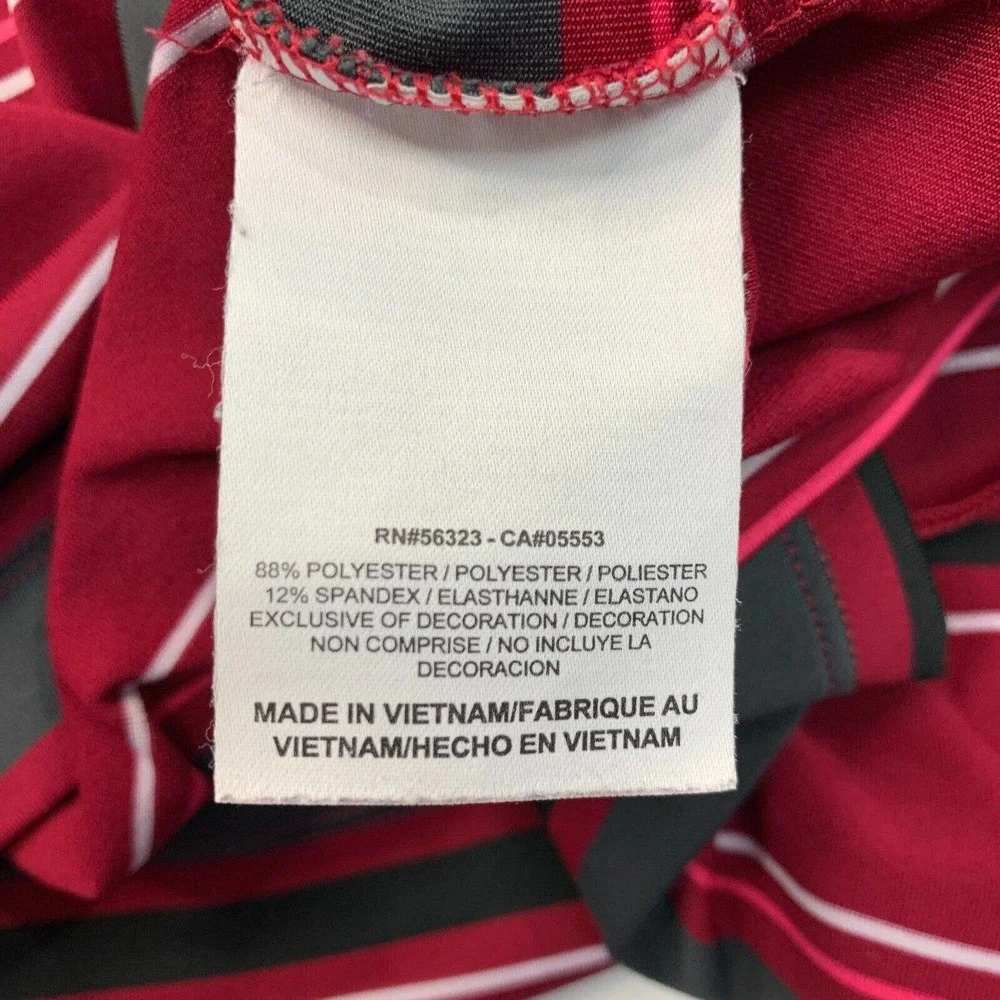 RN#56323 - CA#05553
88% POLYESTER / POLYESTER / POLIESTER
12% SPANDEX / ELASTHANNE / ELASTANO
EXCLUSIVE OF DECORATION / DECORATION
NON COMPRISE / NO INCLUYE LA
DECORACION
MADE IN VIETNAM/FABRIQUE AU
VIETNAM/HECHO EN VIETNAM